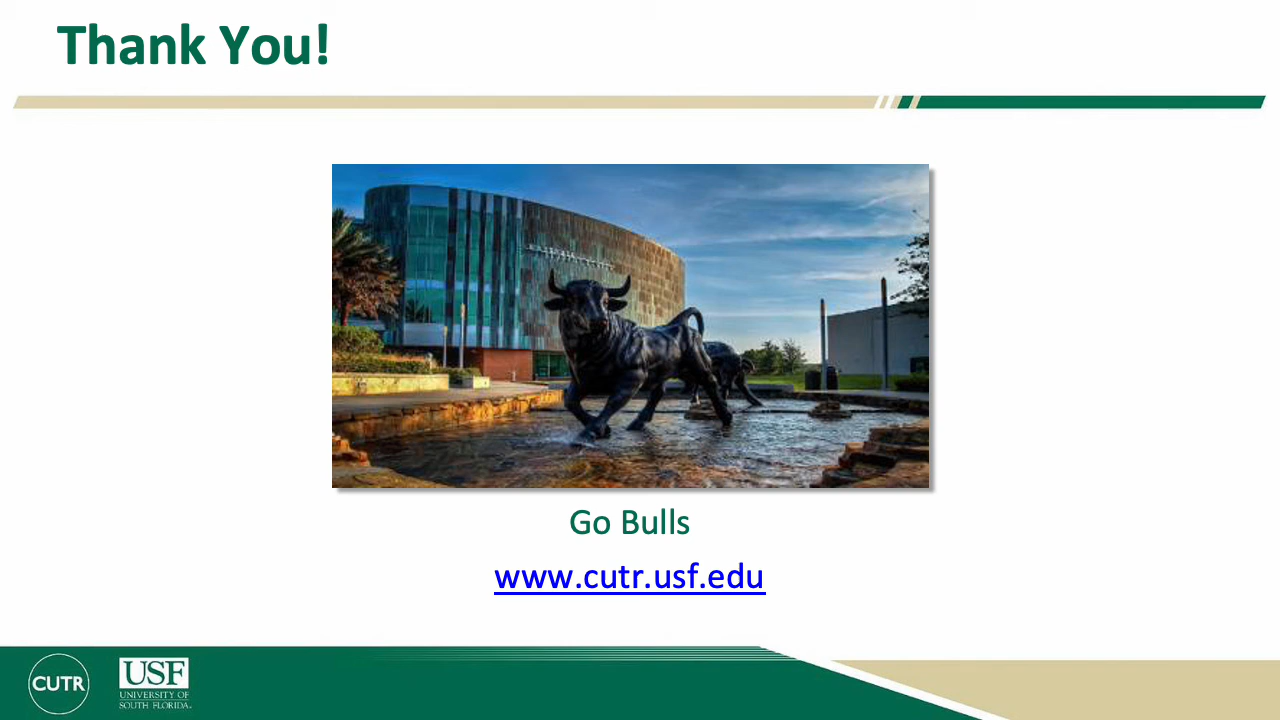 Thank You!
Go Bulls
www.cutr.usf.edu
CUTR
USF
UNIVERSITY OF
SOUTH FLORIDA